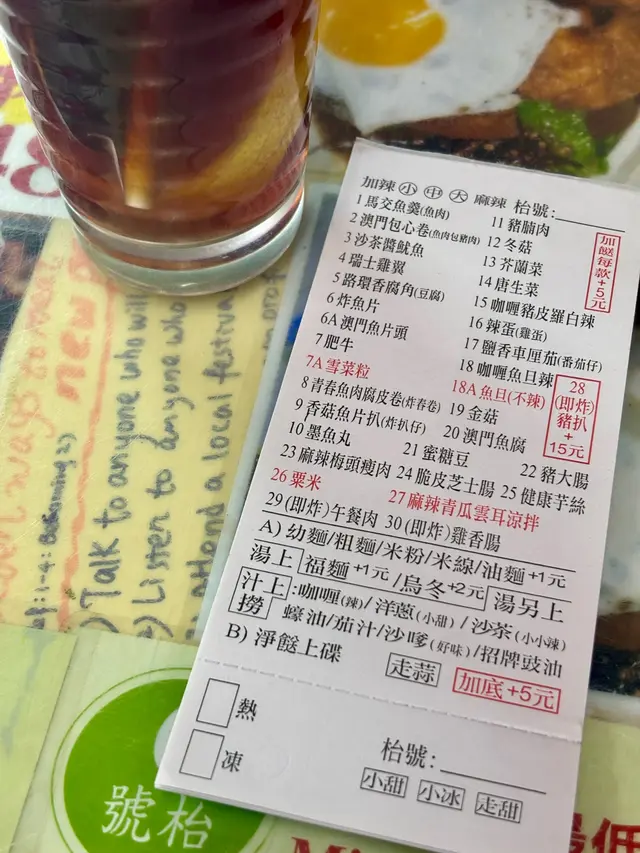 加辣 小 中 大 麻辣 枱號:
1 馬交魚羹(魚肉)
2 澳門包心卷(魚肉包豬肉)
3 沙茶醬魷魚
4 瑞士雞翼
5 路環香腐角(豆腐)
6 炸魚片
6A 澳門魚片頭
7 肥牛
7A 雪菜粒
8 青春魚肉腐皮卷(炸春卷)
9 香菇魚片扒(炸扒仔)
10 墨魚丸
11 豬腩肉
12 冬菇
13 芥蘭菜
14 唐生菜
15 咖喱豬皮羅白辣
16 辣蛋(雞蛋)
17 鹽香車厘茄(番茄仔)
18 咖喱魚旦辣
18A 魚旦(不辣)
19 金菇
20 澳門魚腐
21 蜜糖豆
22 豬大腸
加餸每款+5元
28
(即炸)
豬扒
+
15元
23 麻辣梅頭瘦肉 24 脆皮芝士腸 25 健康芋絲
26 粟米 27 麻辣青瓜雲耳涼拌
29 (即炸)午餐肉 30 (即炸)雞香腸
A) 幼麵/粗麵/米粉/米線/油麵+1元
湯上 福麵+1元/烏冬+2元 湯另上
汁上撈:咖喱(辣)/洋蔥(小甜)/沙茶(小小辣)
蠔油/茄汁/沙嗲(好味)/招牌豉油
B) 淨餸上碟 走蒜 加底+5元
熱
凍
枱號:
小甜 小冰 走甜
Talk to anyone who will
Listen to anyone who
attend a local festival
號枱